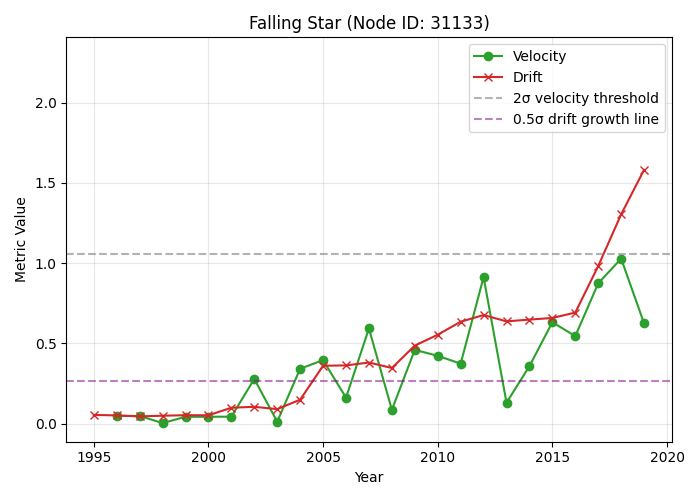 Falling Star (Node ID: 31133)
Velocity
Drift
2σ velocity threshold
0.5σ drift growth line
Metric Value
2.0
1.5
1.0
0.5
0.0
1995 2000 2005 2010 2015 2020
Year